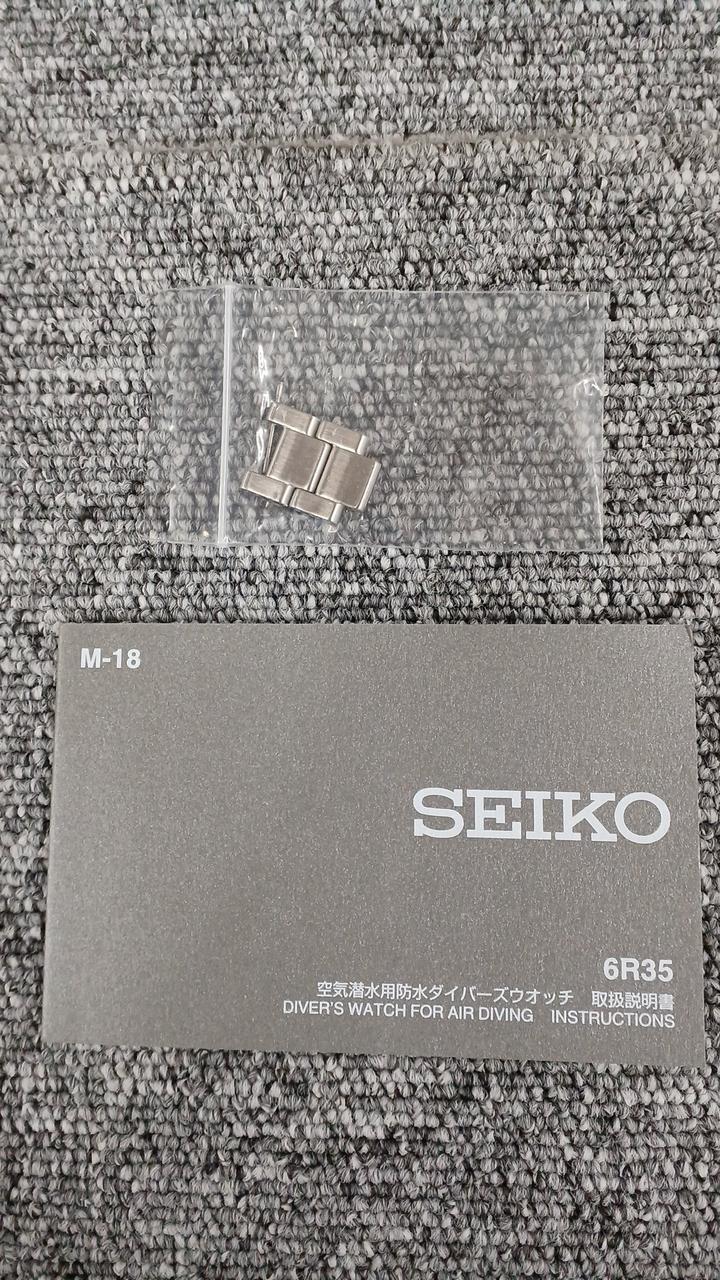 M-18
SEIKO
6R35
空気潜水用防水ダイバーズウオッチ　取扱説明書
DIVER'S WATCH FOR AIR DIVING　INSTRUCTIONS